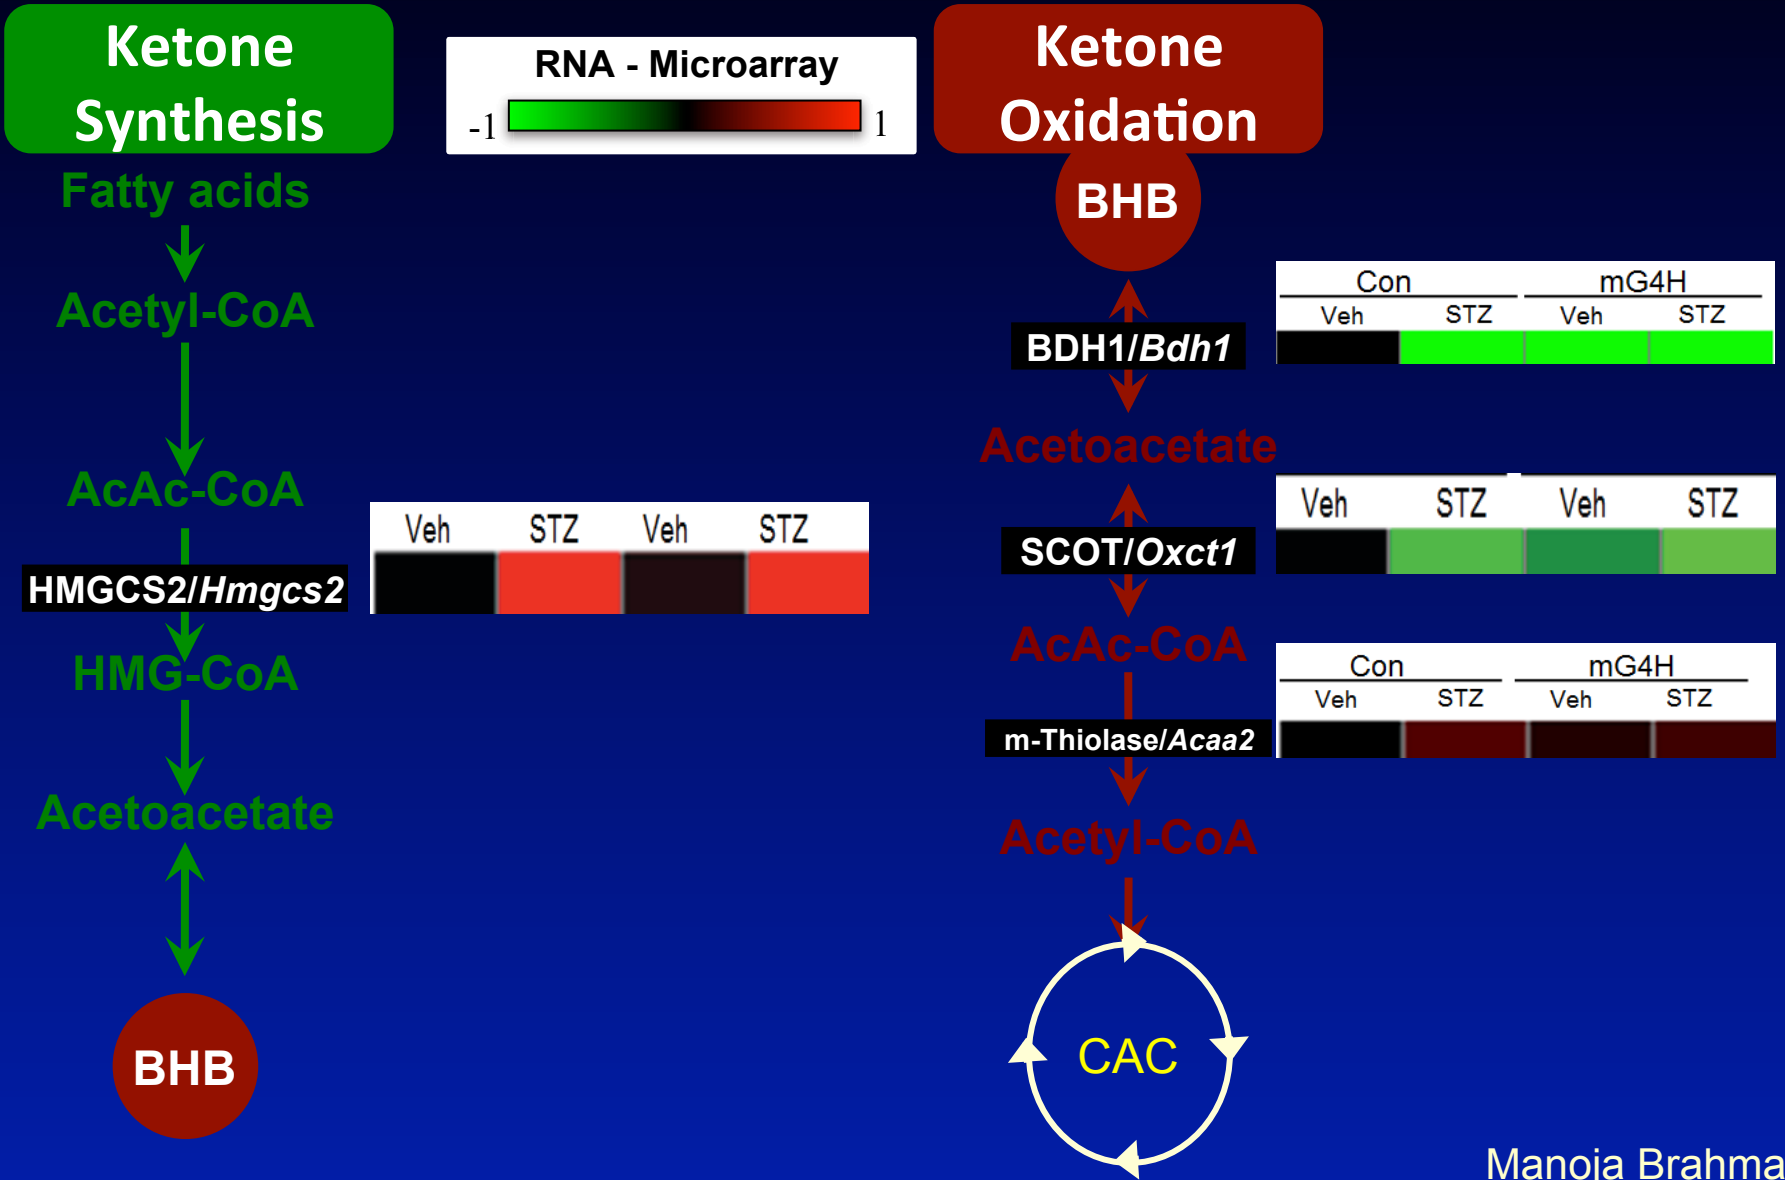 Ketone
Synthesis
Fatty acids
Acetyl-CoA
AcAc-CoA
HMGCS2/Hmgcs2
HMG-CoA
Acetoacetate
BHB
RNA - Microarray
-1 1
Veh STZ Veh STZ
Ketone
Oxidation
BHB
BDH1/Bdh1
Con mG4H
Veh STZ Veh STZ
Acetoacetate
SCOT/Oxct1
Veh STZ Veh STZ
AcAc-CoA
m-Thiolase/Acaa2
Con mG4H
Veh STZ Veh STZ
Acetyl-CoA
CAC
Manoja Brahma